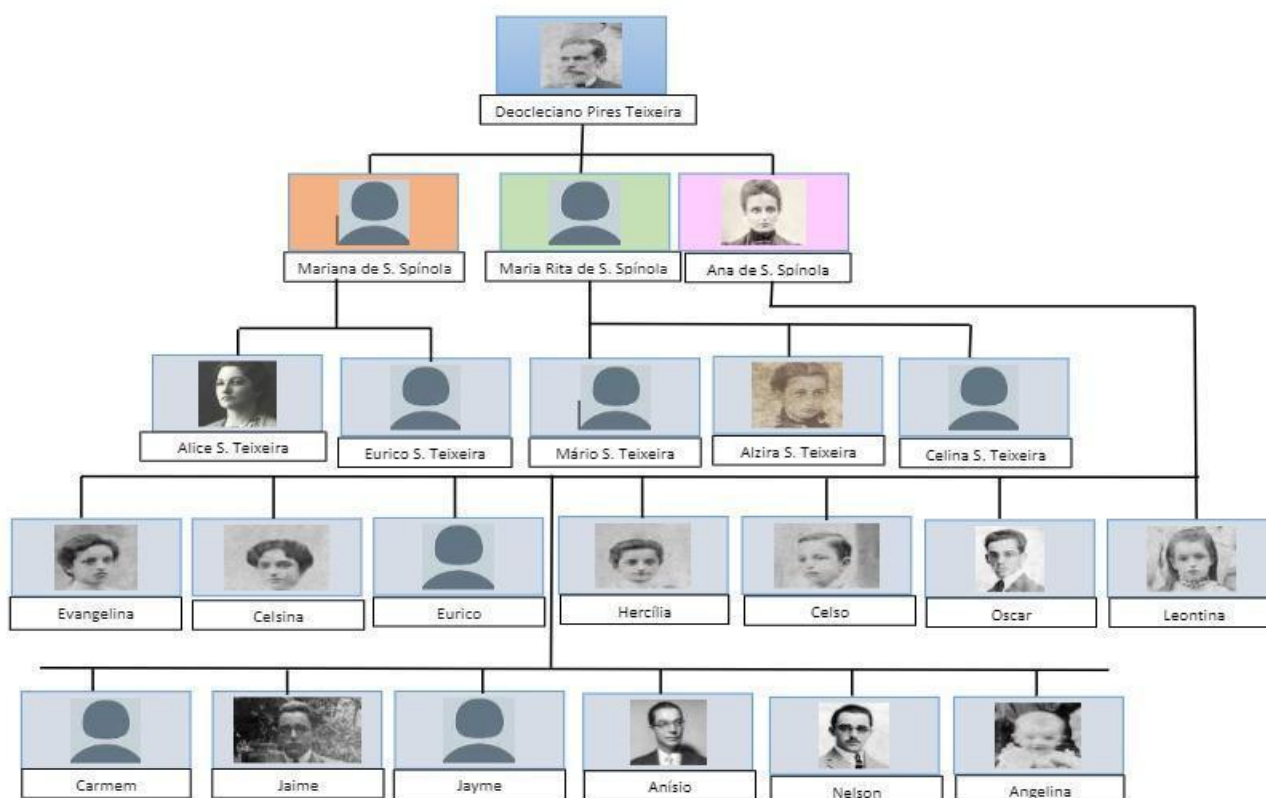 Deocleciano Pires Teixeira
Mariana de S. Spínola
Maria Rita de S. Spínola
Ana de S. Spínola
Alice S. Teixeira
Eurico S. Teixeira
Mário S. Teixeira
Alzira S. Teixeira
Celina S. Teixeira
Evangelina
Celsina
Eurico
Hercília
Celso
Oscar
Leontina
Carmem
Jaime
Jayme
Anísio
Nelson
Angelina